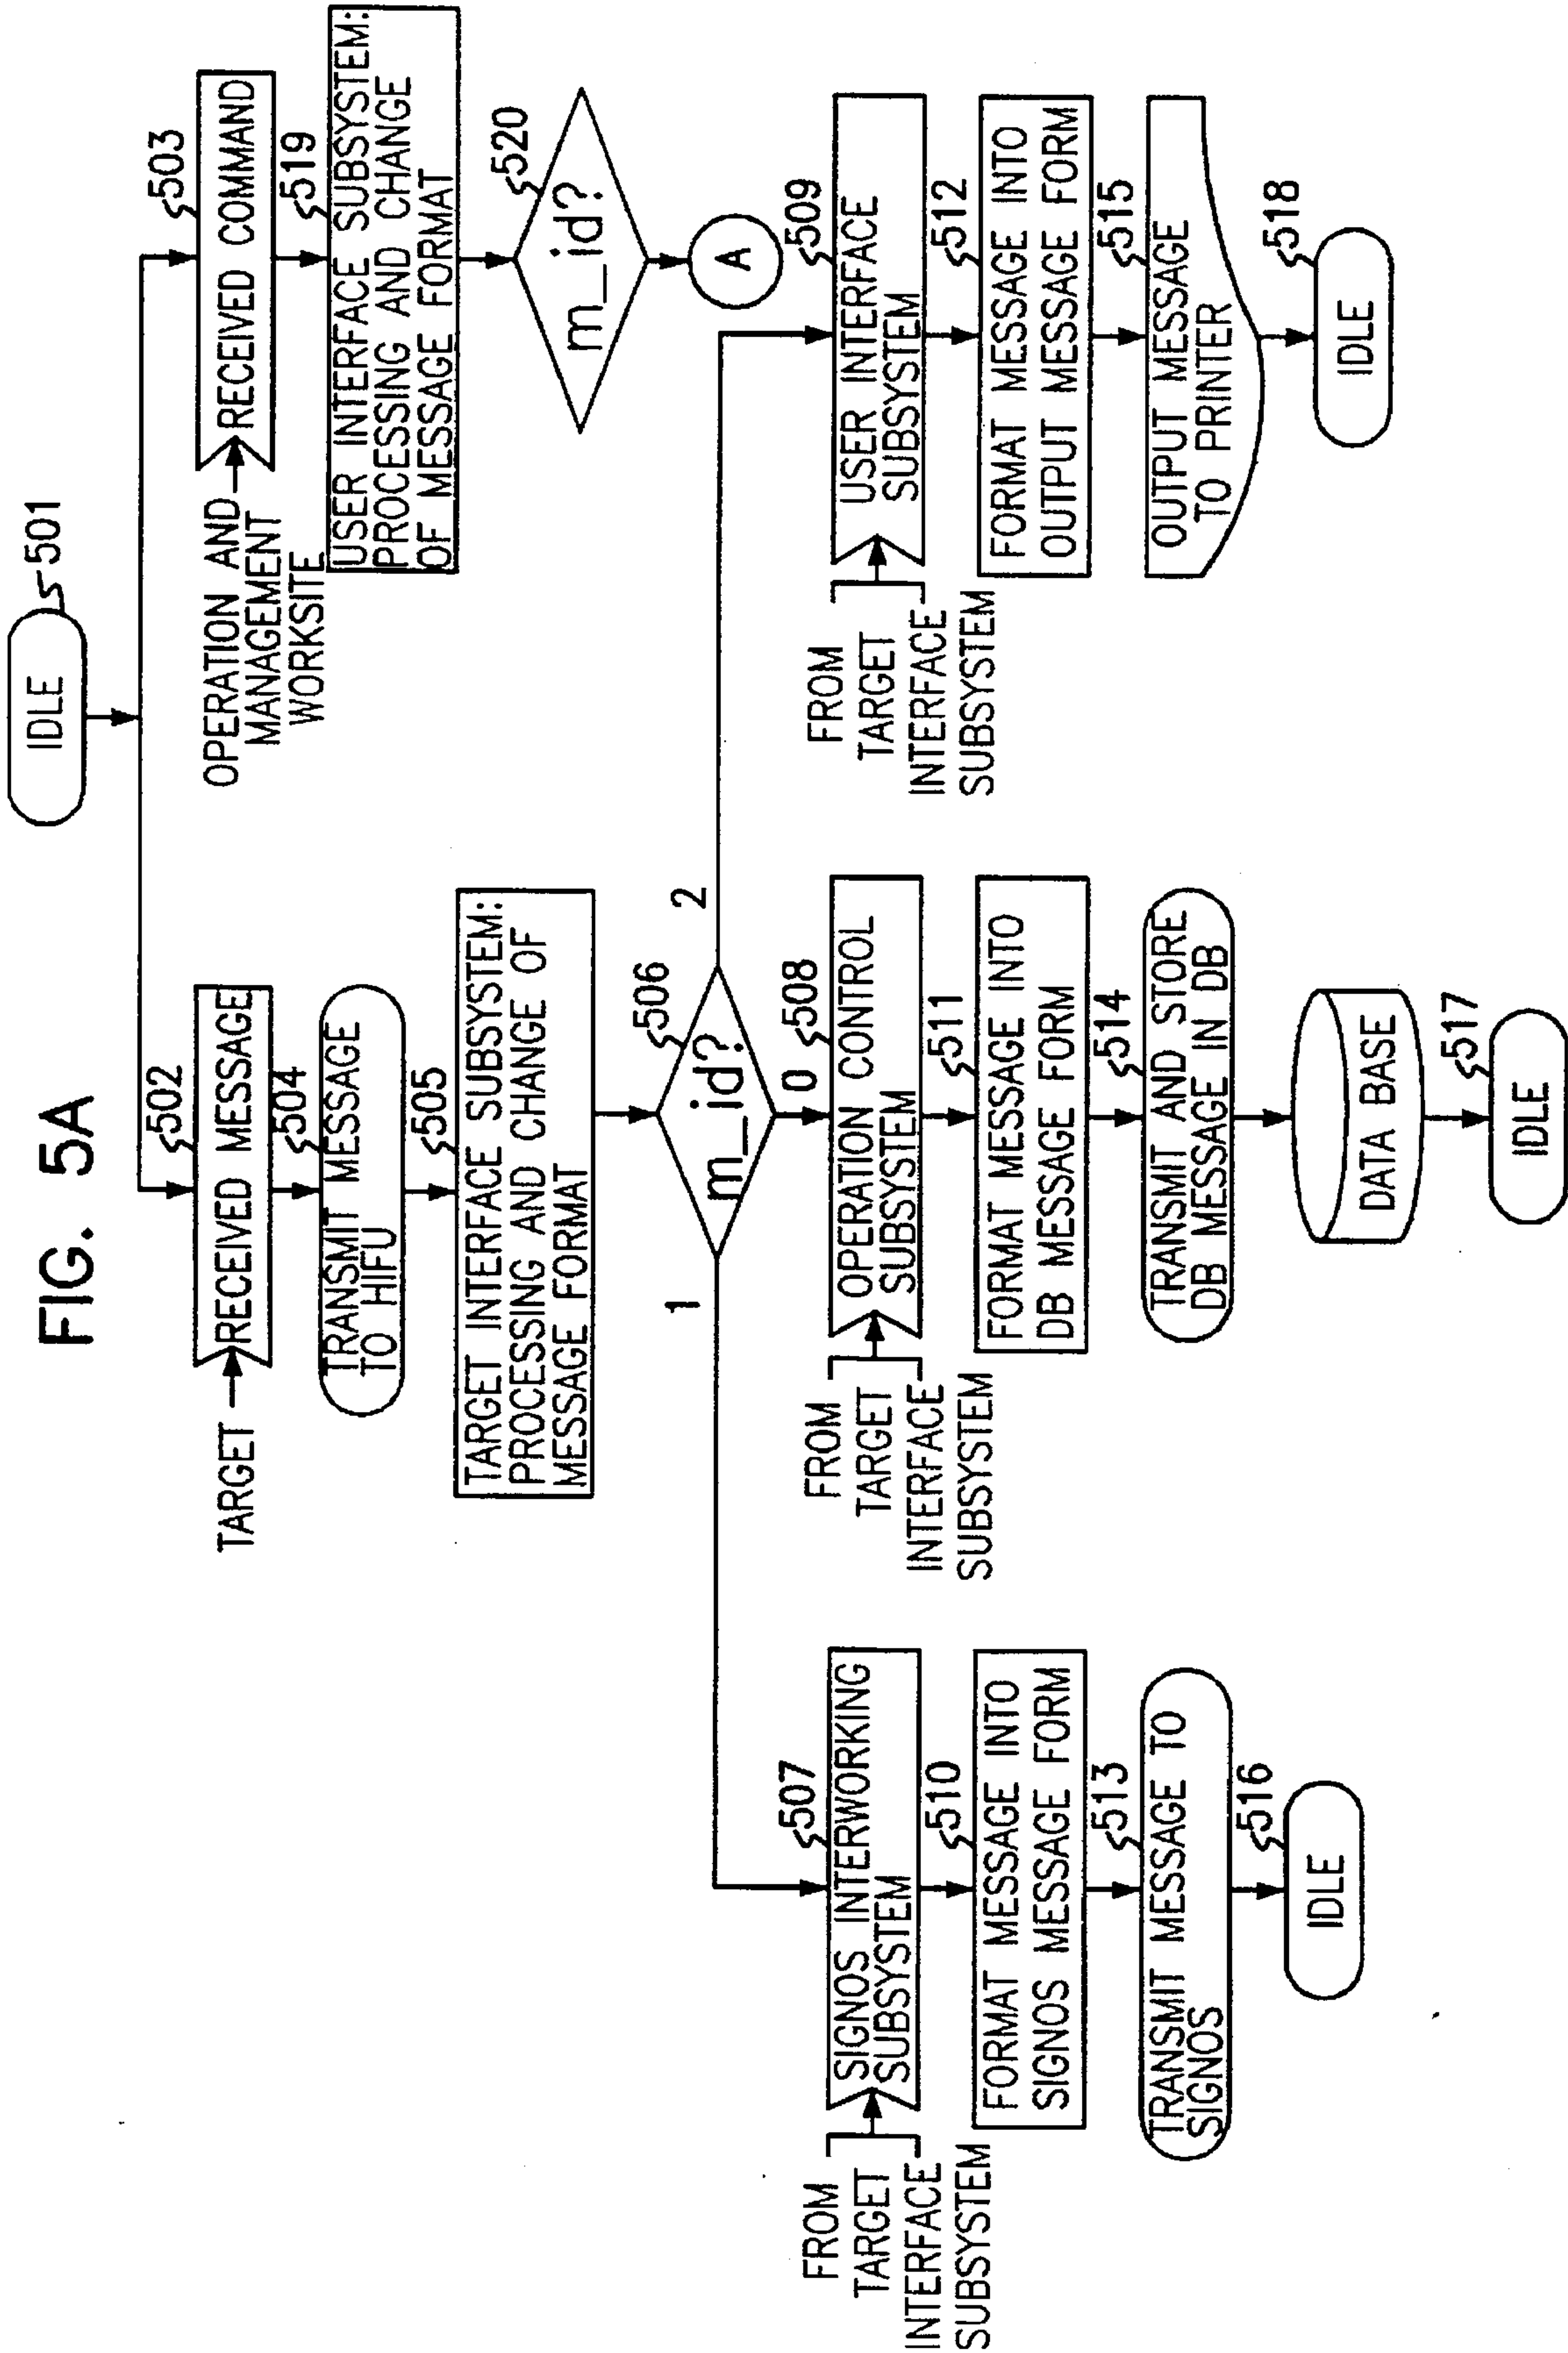 FIG. 5A
IDLE
501
TARGET
RECEIVED MESSAGE
502
TRANSMIT MESSAGE
TO HIFU
504
TARGET INTERFACE SUBSYSTEM:
PROCESSING AND CHANGE OF
MESSAGE FORMAT
505
m_id?
506
1
0
2
OPERATION AND
MANAGEMENT
WORKSITE
RECEIVED COMMAND
503
USER INTERFACE SUBSYSTEM:
PROCESSING AND CHANGE
OF MESSAGE FORMAT
519
m_id?
520
A
FROM
TARGET
INTERFACE
SUBSYSTEM
SIGNOS INTERWORKING
SUBSYSTEM
507
FORMAT MESSAGE INTO
SIGNOS MESSAGE FORM
510
TRANSMIT MESSAGE TO
SIGNOS
513
IDLE
516
FROM
TARGET
INTERFACE
SUBSYSTEM
OPERATION CONTROL
SUBSYSTEM
508
FORMAT MESSAGE INTO
DB MESSAGE FORM
511
TRANSMIT AND STORE
DB MESSAGE IN DB
514
DATA BASE
IDLE
517
FROM
TARGET
INTERFACE
SUBSYSTEM
USER INTERFACE
SUBSYSTEM
509
FORMAT MESSAGE INTO
OUTPUT MESSAGE FORM
512
OUTPUT MESSAGE
TO PRINTER
515
IDLE
518